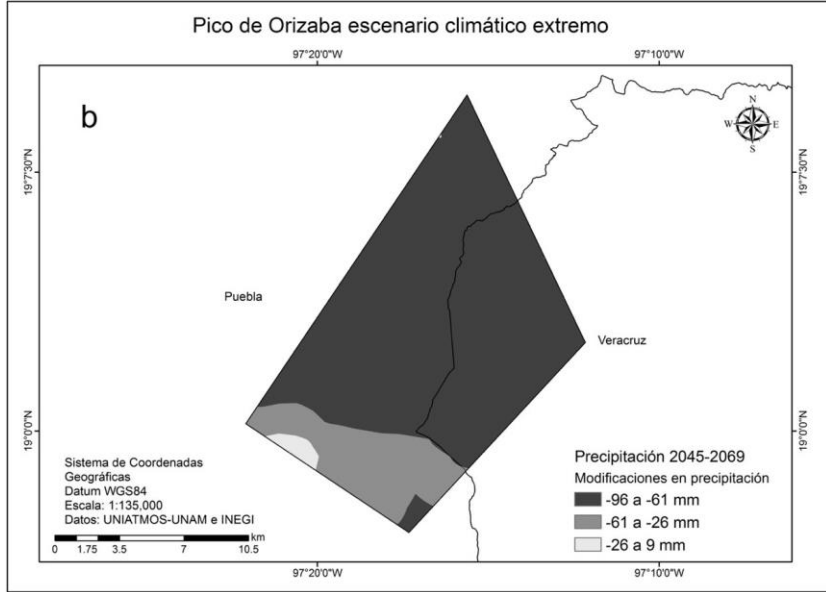 Pico de Orizaba escenario climático extremo
97°20'0"W
97°10'0"W
b
N
W
E
S
19°7'30"N
19°7'30"N
Puebla
Veracruz
19°0'0"N
19°0'0"N
Sistema de Coordenadas
Geográficas
Datum WGS84
Escala: 1:135,000
Datos: UNIATMOS-UNAM e INEGI
km
0 1.75 3.5 7 10.5
Precipitación 2045-2069
Modificaciones en precipitación
-96 a -61 mm
-61 a -26 mm
-26 a 9 mm
97°20'0"W
97°10'0"W